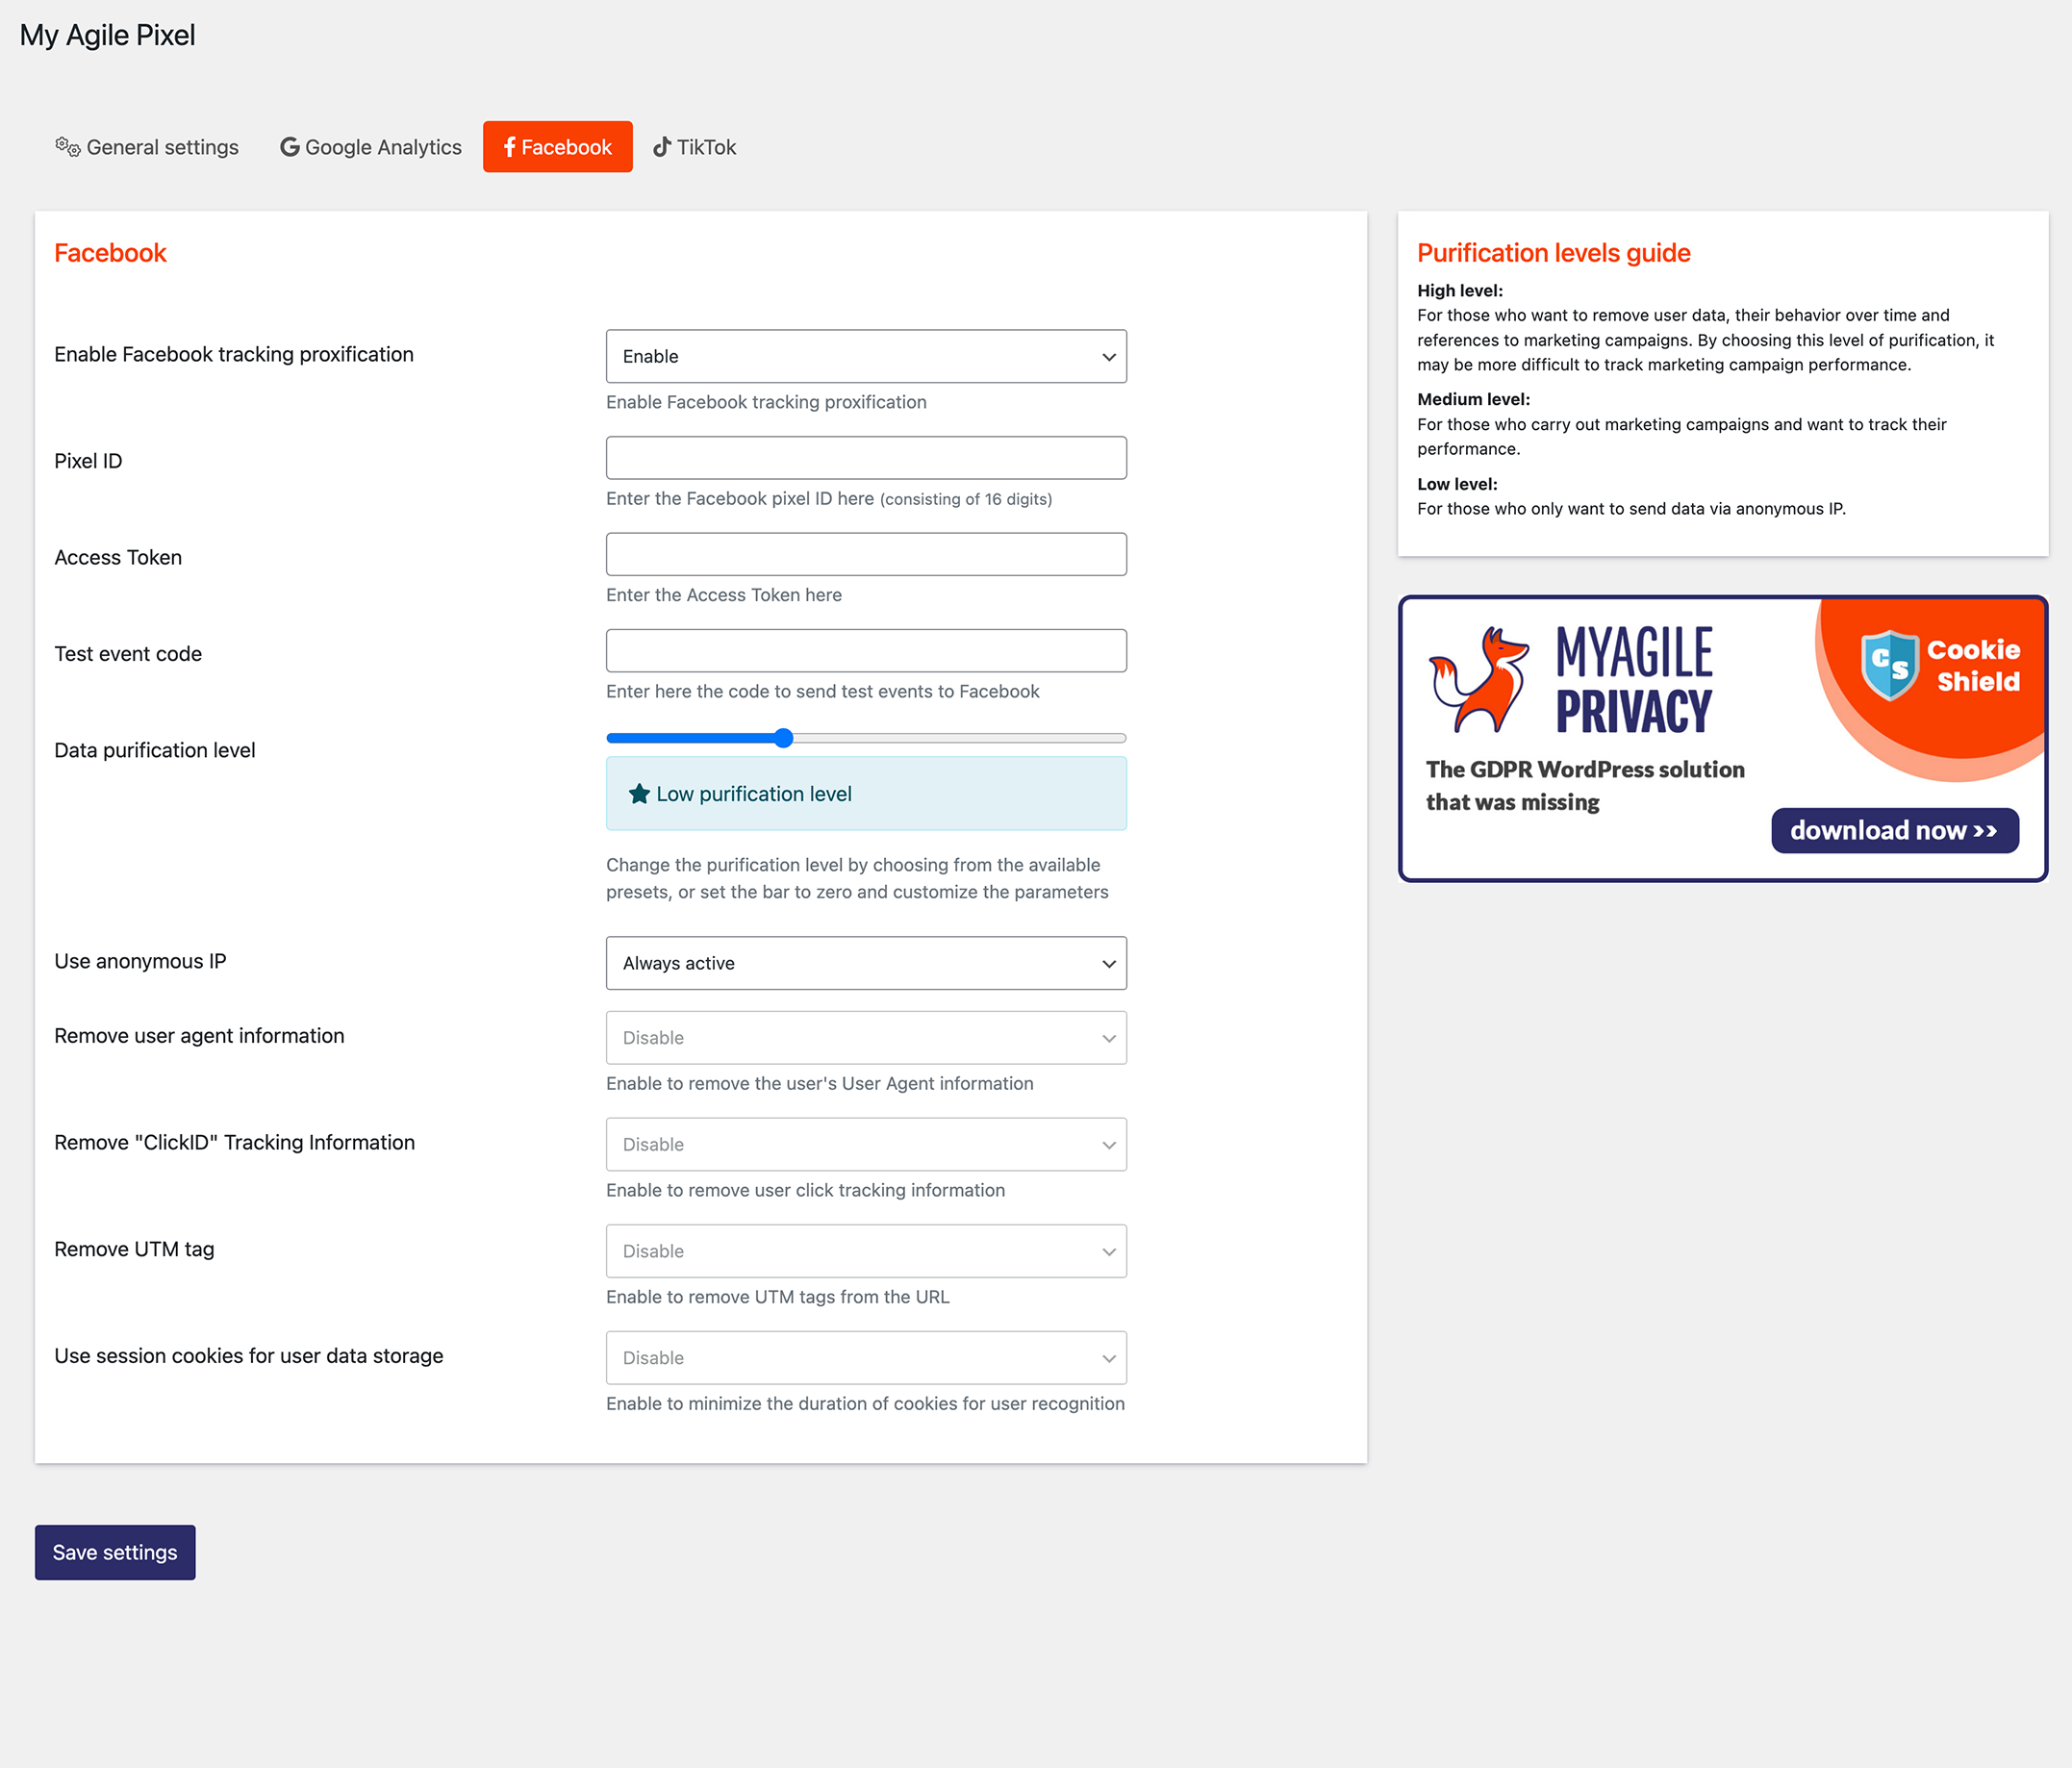 My Agile Pixel
General settings
Google Analytics
Facebook
TikTok
Facebook
Enable Facebook tracking proxification
Enable
Enable Facebook tracking proxification
Pixel ID
Enter the Facebook pixel ID here (consisting of 16 digits)
Access Token
Enter the Access Token here
Test event code
Enter here the code to send test events to Facebook
Data purification level
Low purification level
Change the purification level by choosing from the available
presets, or set the bar to zero and customize the parameters
Use anonymous IP
Always active
Remove user agent information
Disable
Enable to remove the user's User Agent information
Remove "ClickID" Tracking Information
Disable
Enable to remove user click tracking information
Remove UTM tag
Disable
Enable to remove UTM tags from the URL
Use session cookies for user data storage
Disable
Enable to minimize the duration of cookies for user recognition
Save settings
Purification levels guide
High level:
For those who want to remove user data, their behavior over time and
references to marketing campaigns. By choosing this level of purification, it
may be more difficult to track marketing campaign performance.
Medium level:
For those who carry out marketing campaigns and want to track their
performance.
Low level:
For those who only want to send data via anonymous IP.
MYAGILE
PRIVACY
CS
Cookie
Shield
The GDPR WordPress solution
that was missing
download now >>